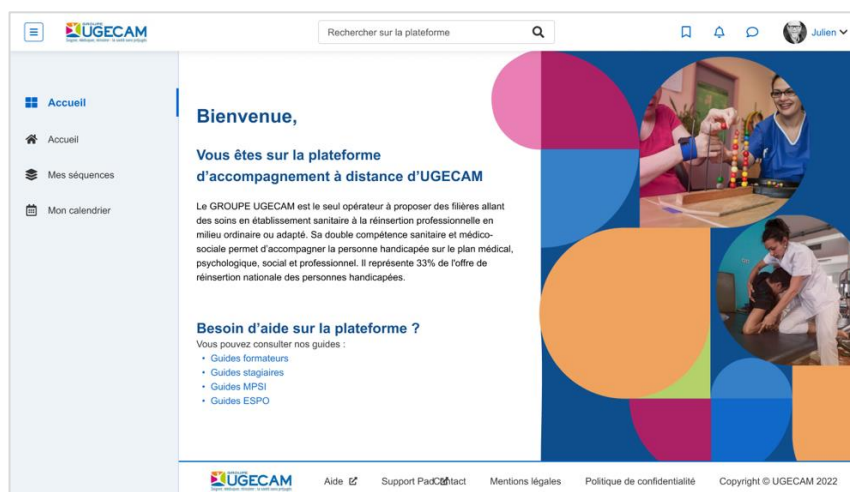 GROUPE
UGECAM
Rechercher sur la plateforme
Julien
Accueil
Accueil
Mes séquences
Mon calendrier
Bienvenue,
Vous êtes sur la plateforme
d’accompagnement à distance d’UGECAM
Le GROUPE UGECAM est le seul opérateur à proposer des filières allant
des soins en établissement sanitaire à la réinsertion professionnelle en
milieu ordinaire ou adapté. Sa double compétence sanitaire et médico-
sociale permet d'accompagner la personne handicapée sur le plan médical,
psychologique, social et professionnel. Il représente 33% de l'offre de
réinsertion nationale des personnes handicapées.
Besoin d’aide sur la plateforme ?
Vous pouvez consulter nos guides :
• Guides formateurs
• Guides stagiaires
• Guides MPSI
• Guides ESPO
GROUPE
UGECAM
Aide Support Pad Contact Mentions légales Politique de confidentialité Copyright © UGECAM 2022